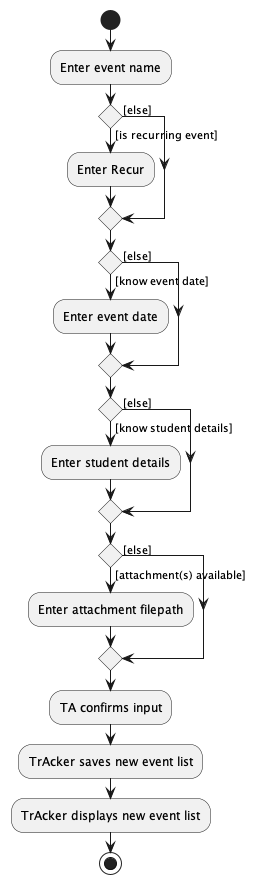 Enter event name
[else]
[is recurring event]
Enter Recur
[else]
[know event date]
Enter event date
[else]
[know student details]
Enter student details
[else]
[attachment(s) available]
Enter attachment filepath
TA confirms input
TrAcker saves new event list
TrAcker displays new event list